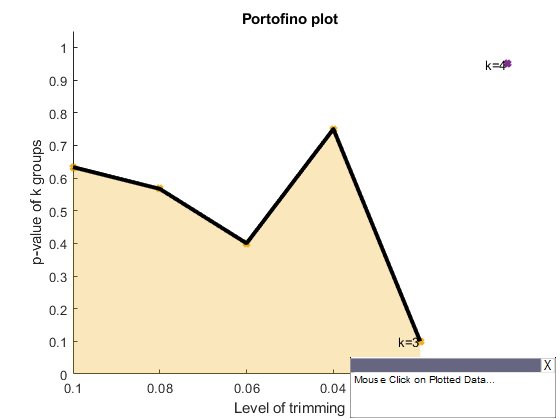 Portofino plot
1
0.9
0.8
0.7
0.6
0.5
0.4
0.3
0.2
0.1
0
p-value of k groups
k=4
k=3
0.1
0.08
0.06
0.04
Level of trimming
X
Mouse Click on Plotted Data...